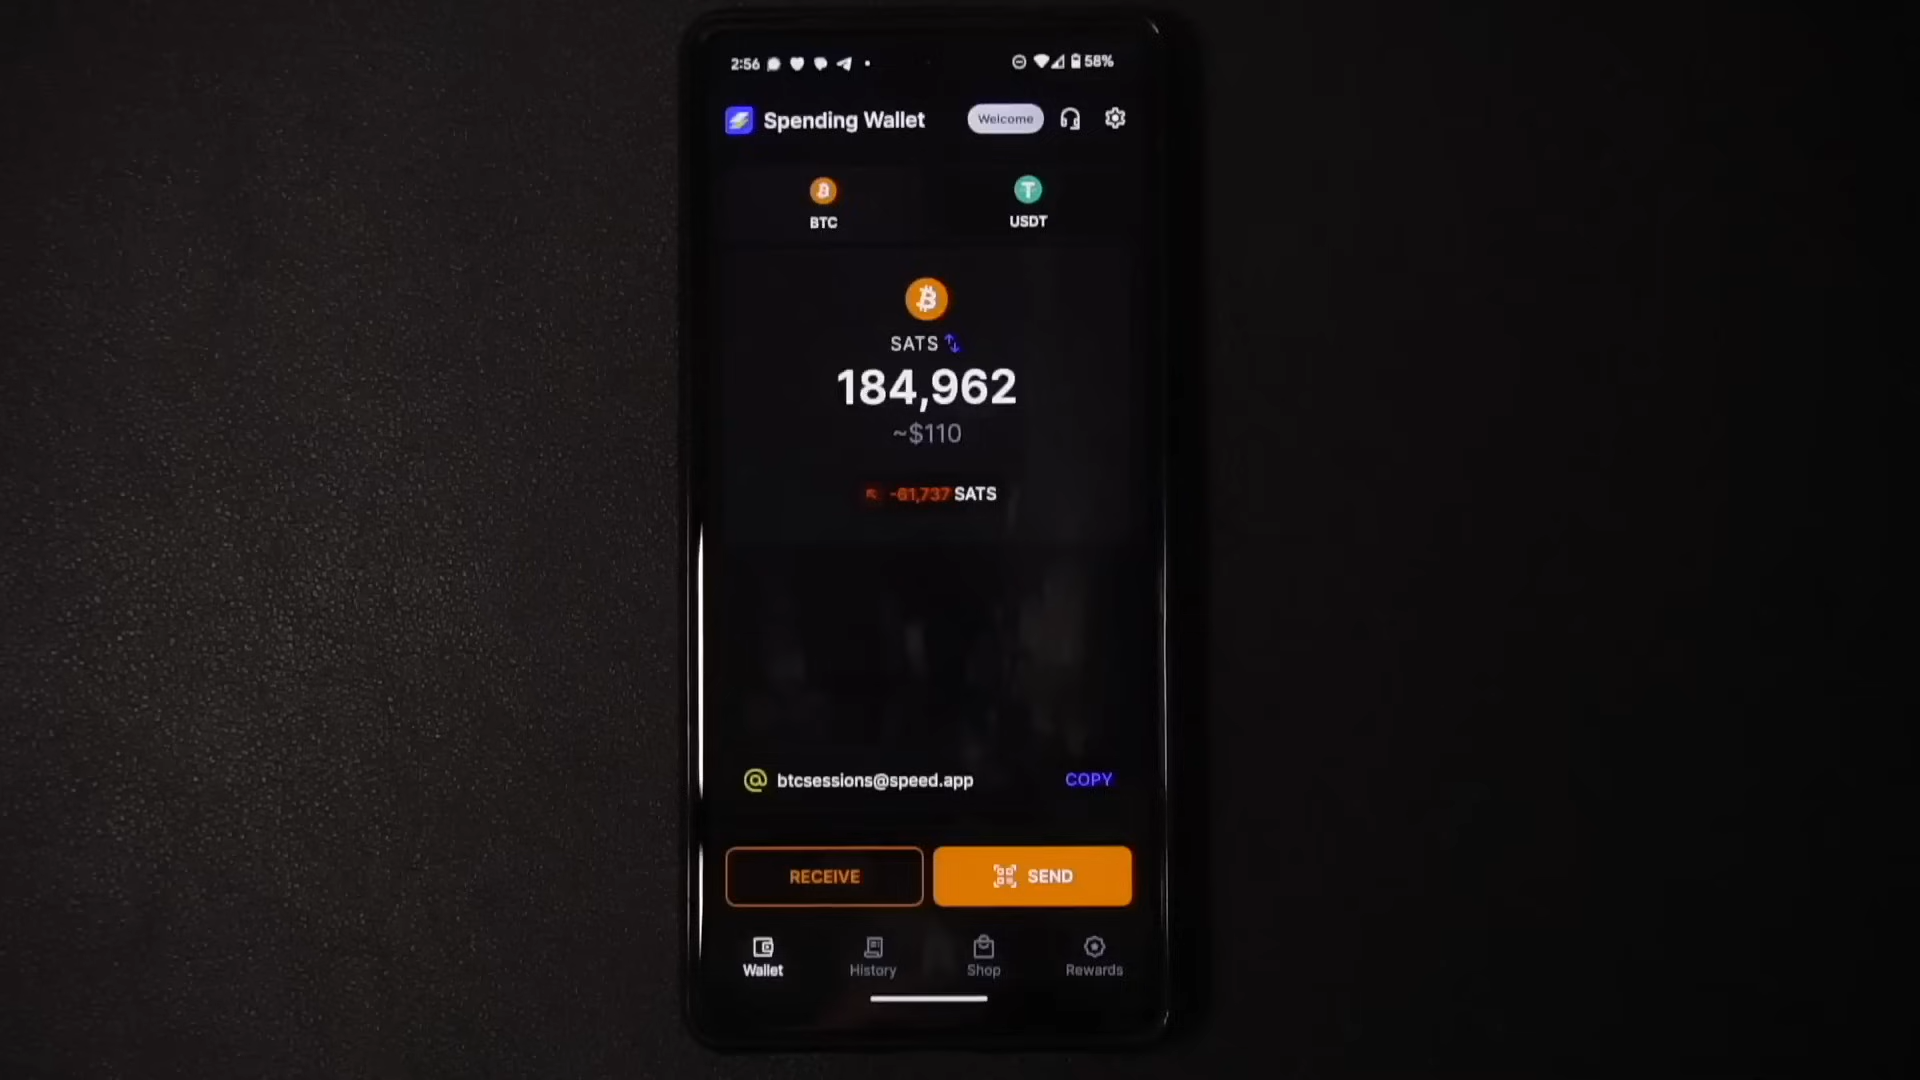 2:56
58%
Spending Wallet
Welcome
BTC
USDT
SATS
184,962
~$110
-61,737 SATS
btcsessions@speed.app
COPY
RECEIVE
SEND
Wallet
History
Shop
Rewards